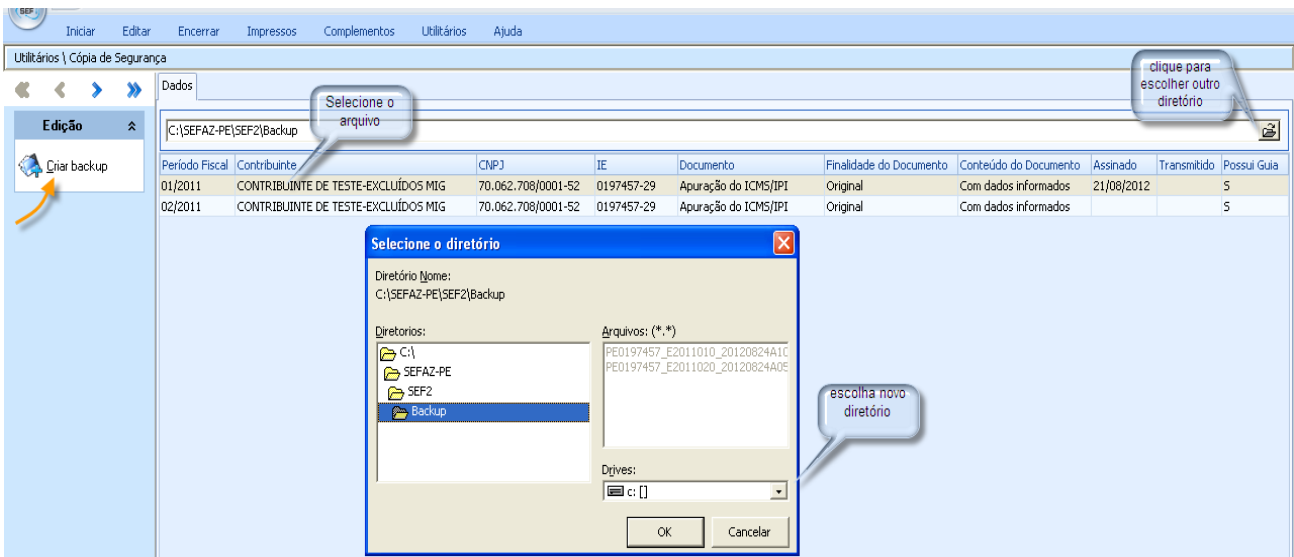 SEF
Iniciar Editar Encerrar Impressos Complementos Utilitários Ajuda
Utilitários \ Cópia de Segurança
clique para
escolher outro
diretório
Dados
Selecione o
arquivo
Edição
C:\SEFAZ-PE\SEF2\Backup
Criar backup
Período Fiscal Contribuinte CNPJ IE Documento Finalidade do Documento Conteúdo do Documento Assinado Transmitido Possui Guia
01/2011 CONTRIBUINTE DE TESTE-EXCLUÍDOS MIG 70.062.708/0001-52 0197457-29 Apuração do ICMS/IPI Original Com dados informados 21/08/2012 S
02/2011 CONTRIBUINTE DE TESTE-EXCLUÍDOS MIG 70.062.708/0001-52 0197457-29 Apuração do ICMS/IPI Original Com dados informados S
Selecione o diretório
Diretório Nome:
C:\SEFAZ-PE\SEF2\Backup
Diretorios:
Arquivos: (*.*)
C:\
SEFAZ-PE
SEF2
Backup
PE0197457_E2011010_20120824A10
PE0197457_E2011020_20120824A05
escolha novo
diretório
Drives:
c: []
OK
Cancelar